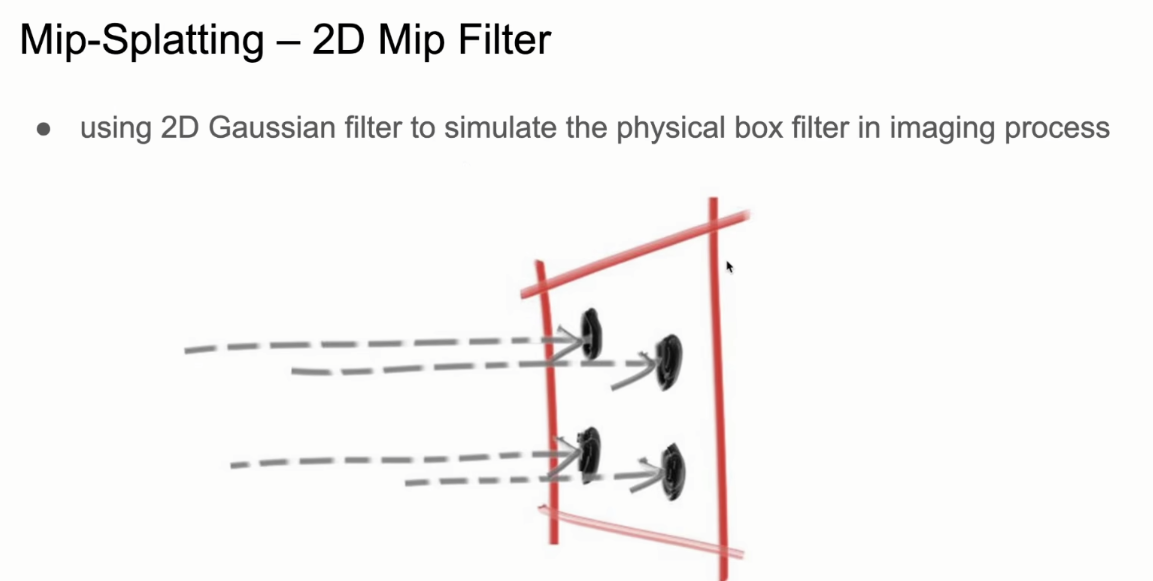 Mip-Splatting – 2D Mip Filter
● using 2D Gaussian filter to simulate the physical box filter in imaging process